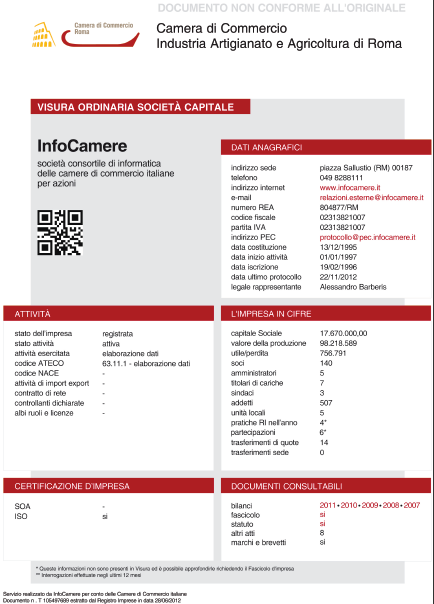 DOCUMENTO NON CONFORME ALL'ORIGINALE
Camera di Commercio
Roma
Camera di Commercio
Industria Artigianato e Agricoltura di Roma
VISURA ORDINARIA SOCIETÀ CAPITALE
InfoCamere
società consortile di informatica
delle camere di commercio italiane
per azioni
DATI ANAGRAFICI
indirizzo sede piazza Sallustio (RM) 00187
telefono 049 8288111
indirizzo internet www.infocamere.it
e-mail relazioni.esterne@infocamere.it
numero REA 804877/RM
codice fiscale 02313821007
partita IVA 02313821007
indirizzo PEC protocollo@pec.infocamere.it
data costituzione 13/12/1995
data inizio attività 01/01/1997
data iscrizione 19/02/1996
data ultimo protocollo 22/11/2012
legale rappresentante Alessandro Barberis
ATTIVITÀ
stato dell'impresa registrata
stato attività attiva
attività esercitata elaborazione dati
codice ATECO 63.11.1 - elaborazione dati
codice NACE -
attività di import export -
contratto di rete -
controllanti dichiarate -
albi ruoli e licenze -
L'IMPRESA IN CIFRE
capitale Sociale 17.670.000,00
valore della produzione 98.218.589
utile/perdita 756.791
soci 140
amministratori 5
titolari di cariche 7
sindaci 3
addetti 507
unità locali 5
pratiche RI nell'anno 4*
partecipazioni 6*
trasferimenti di quote 14
trasferimenti sede 0
CERTIFICAZIONE D'IMPRESA
SOA -
ISO si
DOCUMENTI CONSULTABILI
bilanci 2011•2010•2009•2008•2007
fascicolo si
statuto si
altri atti 8
marchi e brevetti si
* Queste informazioni non sono presenti in Visura ed è possibile approfondirle richiedendo il Fascicolo d'Impresa
** Interrogazioni effettuate negli ultimi 12 mesi
Servizio realizzato da InfoCamere per conto delle Camere di Commercio italiane
Documento n . T 105497689 estratto dal Registro Imprese in data 28/06/2012